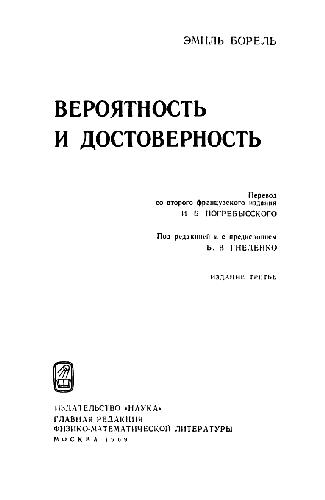 ЭМИЛЬ БОРЕЛЬ
ВЕРОЯТНОСТЬ
И ДОСТОВЕРНОСТЬ
Перевод
со второго французского издания
И Б ПОГРЕБЫССКОГО
Под редакцией и с предисловием
Б. В ГНЕДЕНКО
ИЗДАНИЕ ТРЕТЬЕ
ИЗДАТЕЛЬСТВО «НАУКА»
ГЛАВНАЯ РЕДАКЦИЯ
ФИЗИКО-МАТЕМАТИЧЕСКОЙ ЛИТЕРАТУРЫ
МОСКВА 1969